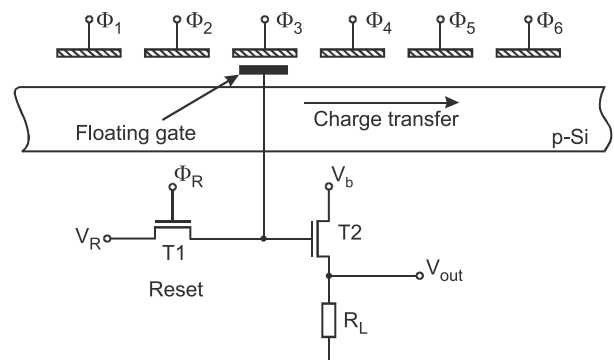 Φ1 Φ2 Φ3 Φ4 Φ5 Φ6
Floating gate
Charge transfer
p-Si
ΦR
Vb
VR
T1
T2
Reset
Vout
RL